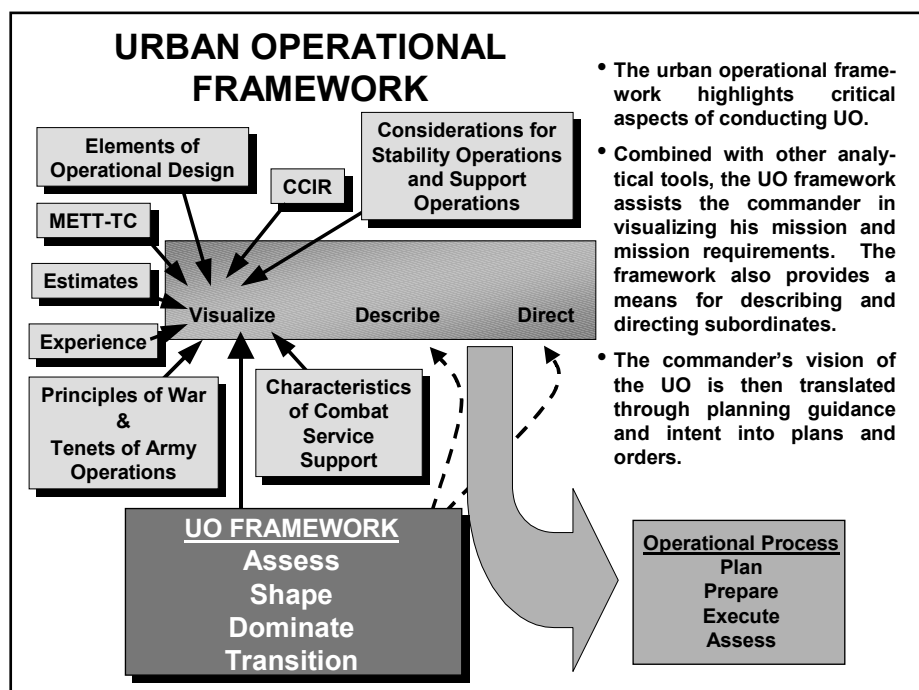 URBAN OPERATIONAL
FRAMEWORK
Elements of
Operational Design
CCIR
Considerations for
Stability Operations
and Support
Operations
METT-TC
Estimates
Experience
Visualize
Describe
Direct
Principles of War
&
Tenets of Army
Operations
Characteristics
of Combat
Service
Support
UO FRAMEWORK
Assess
Shape
Dominate
Transition
• The urban operational frame-
work highlights critical
aspects of conducting UO.
• Combined with other analy-
tical tools, the UO framework
assists the commander in
visualizing his mission and
mission requirements. The
framework also provides a
means for describing and
directing subordinates.
• The commander's vision of
the UO is then translated
through planning guidance
and intent into plans and
orders.
Operational Process
Plan
Prepare
Execute
Assess